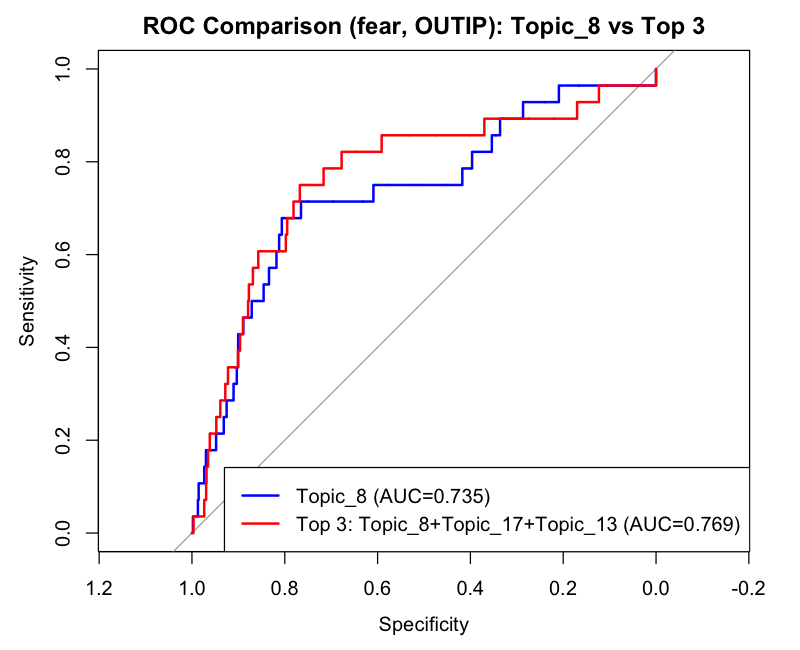 ROC Comparison (fear, OUTIP): Topic_8 vs Top 3
1.0
0.8
0.6
0.4
0.2
0.0
Sensitivity
Topic_8 (AUC=0.735)
Top 3: Topic_8+Topic_17+Topic_13 (AUC=0.769)
1.2 1.0 0.8 0.6 0.4 0.2 0.0 -0.2
Specificity